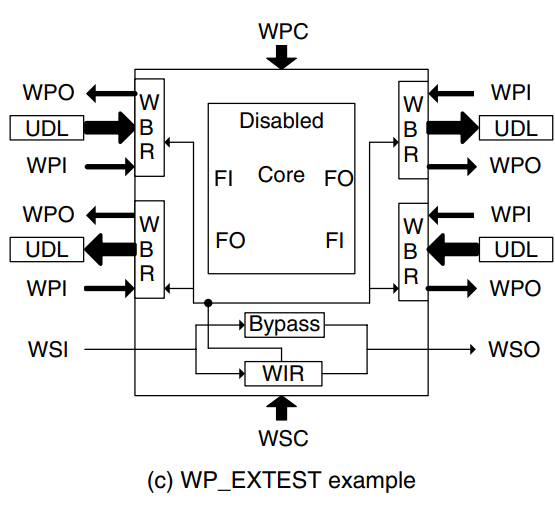 WPC
WPO W W WPI
UDL B Disabled B UDL
WPI R FI Core FO R WPO
WPO W FO FI W WPI
UDL B B UDL
WPI R R WPO
Bypass
WSI WSO
WIR
WSC
(c) WP_EXTEST example